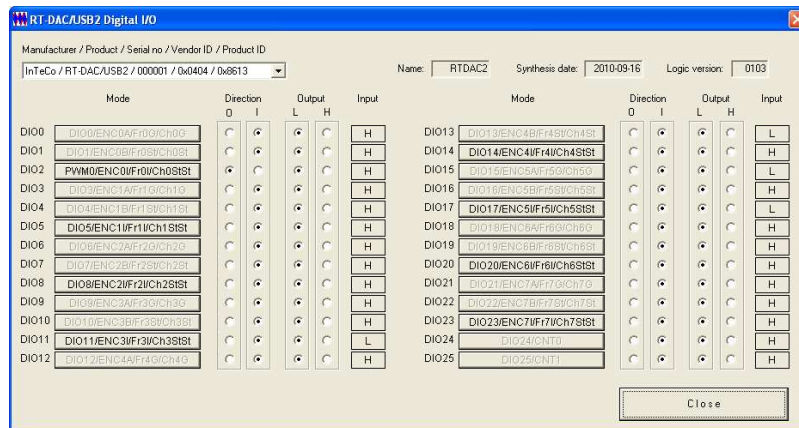 RT-DAC/USB2 Digital I/O
Manufacturer / Product / Serial no / Vendor ID / Product ID
InTeCo / RT-DAC/USB2 / 000001 / 0x0404 / 0x8613
Name: RTDAC2 Synthesis date: 2010-09-16 Logic version: 0103
Mode Direction Output Input Mode Direction Output Input
O I L H O I L H
DIO0 DIO0/ENC0A/Fr0G/Ch0G H DIO13 DIO13/ENC4B/Fr4St/Ch4St L
DIO1 DIO1/ENC0B/Fr0St/Ch0St H DIO14 DIO14/ENC4I/Fr4I/Ch4StSt H
DIO2 PWM0/ENC0I/Fr0I/Ch0StSt H DIO15 DIO15/ENC5A/Fr5G/Ch5G L
DIO3 DIO3/ENC1A/Fr1G/Ch1G H DIO16 DIO16/ENC5B/Fr5St/Ch5St H
DIO4 DIO4/ENC1B/Fr1St/Ch1St H DIO17 DIO17/ENC5I/Fr5I/Ch5StSt L
DIO5 DIO5/ENC1I/Fr1I/Ch1StSt H DIO18 DIO18/ENC6A/Fr6G/Ch6G H
DIO6 DIO6/ENC2A/Fr2G/Ch2G H DIO19 DIO19/ENC6B/Fr6St/Ch6St H
DIO7 DIO7/ENC2B/Fr2St/Ch2St H DIO20 DIO20/ENC6I/Fr6I/Ch6StSt H
DIO8 DIO8/ENC2I/Fr2I/Ch2StSt H DIO21 DIO21/ENC7A/Fr7G/Ch7G H
DIO9 DIO9/ENC3A/Fr3G/Ch3G H DIO22 DIO22/ENC7B/Fr7St/Ch7St H
DIO10 DIO10/ENC3B/Fr3St/Ch3St H DIO23 DIO23/ENC7I/Fr7I/Ch7StSt H
DIO11 DIO11/ENC3I/Fr3I/Ch3StSt L DIO24 DIO24/CNT0 H
DIO12 DIO12/ENC4A/Fr4G/Ch4G H DIO25 DIO25/CNT1 H
Close